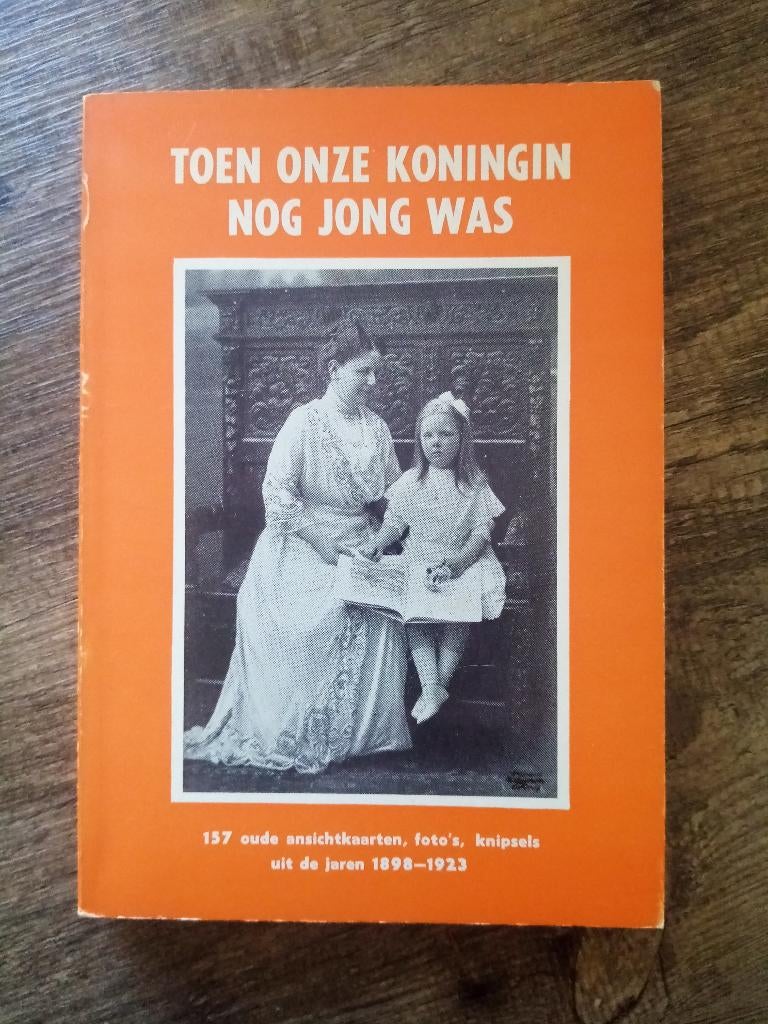 TOEN ONZE KONINGIN
NOG JONG WAS
157 oude ansichtkaarten, foto's, knipsels
uit de jaren 1898—1923